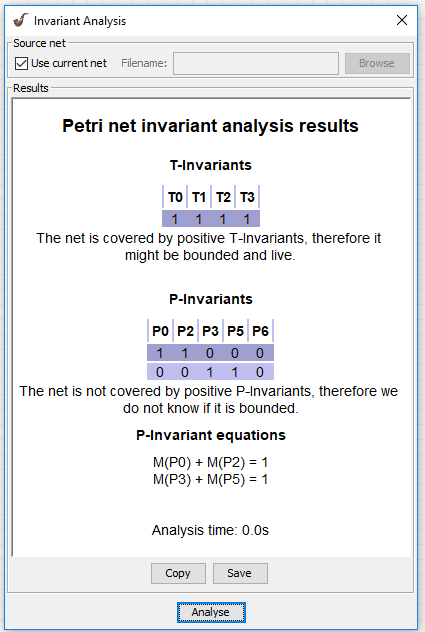 Invariant Analysis
Source net
Use current net Filename: Browse
Results
Petri net invariant analysis results
T-Invariants
T0 T1 T2 T3
1 1 1 1
The net is covered by positive T-Invariants, therefore it
might be bounded and live.
P-Invariants
P0 P2 P3 P5 P6
1 1 0 0 0
0 0 1 1 0
The net is not covered by positive P-Invariants, therefore we
do not know if it is bounded.
P-Invariant equations
M(P0) + M(P2) = 1
M(P3) + M(P5) = 1
Analysis time: 0.0s
Copy Save
Analyse